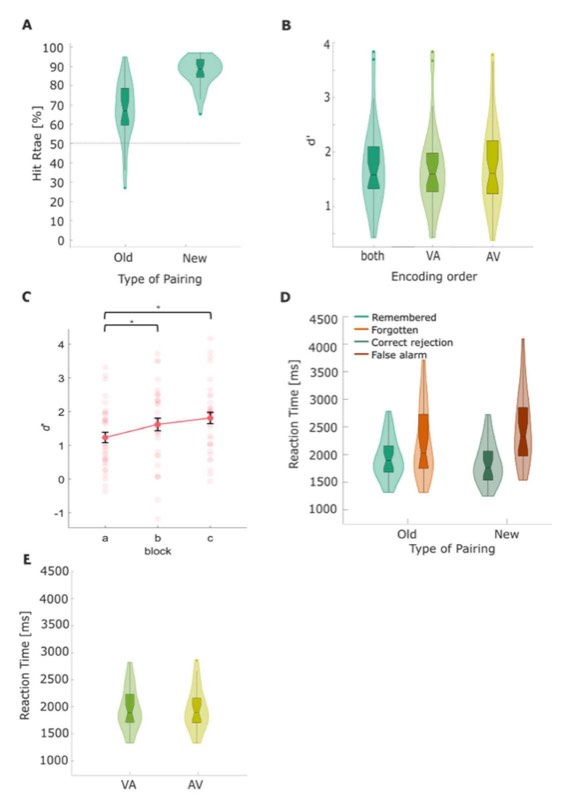 A
100
90
80
70
60
50
40
30
20
10
0
Hit Rtae [%]
Old
New
Type of Pairing
B
4
3
2
1
d'
both
VA
AV
Encoding order
C
*
*
4
3
2
1
0
-1
d'
a
b
c
block
D
Remembered
Forgotten
Correct rejection
False alarm
4500
4000
3500
3000
2500
2000
1500
1000
Reaction Time [ms]
Old
New
Type of Pairing
E
4500
4000
3500
3000
2500
2000
1500
1000
Reaction Time [ms]
VA
AV